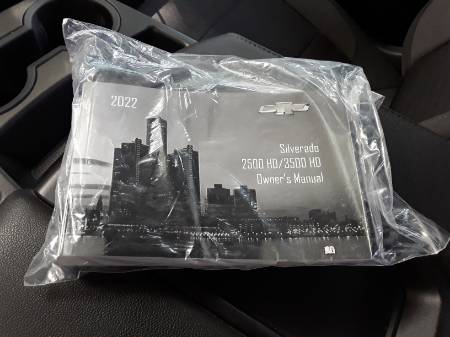 2022
Silverado
2500 HD/3500 HD
Owner's Manual